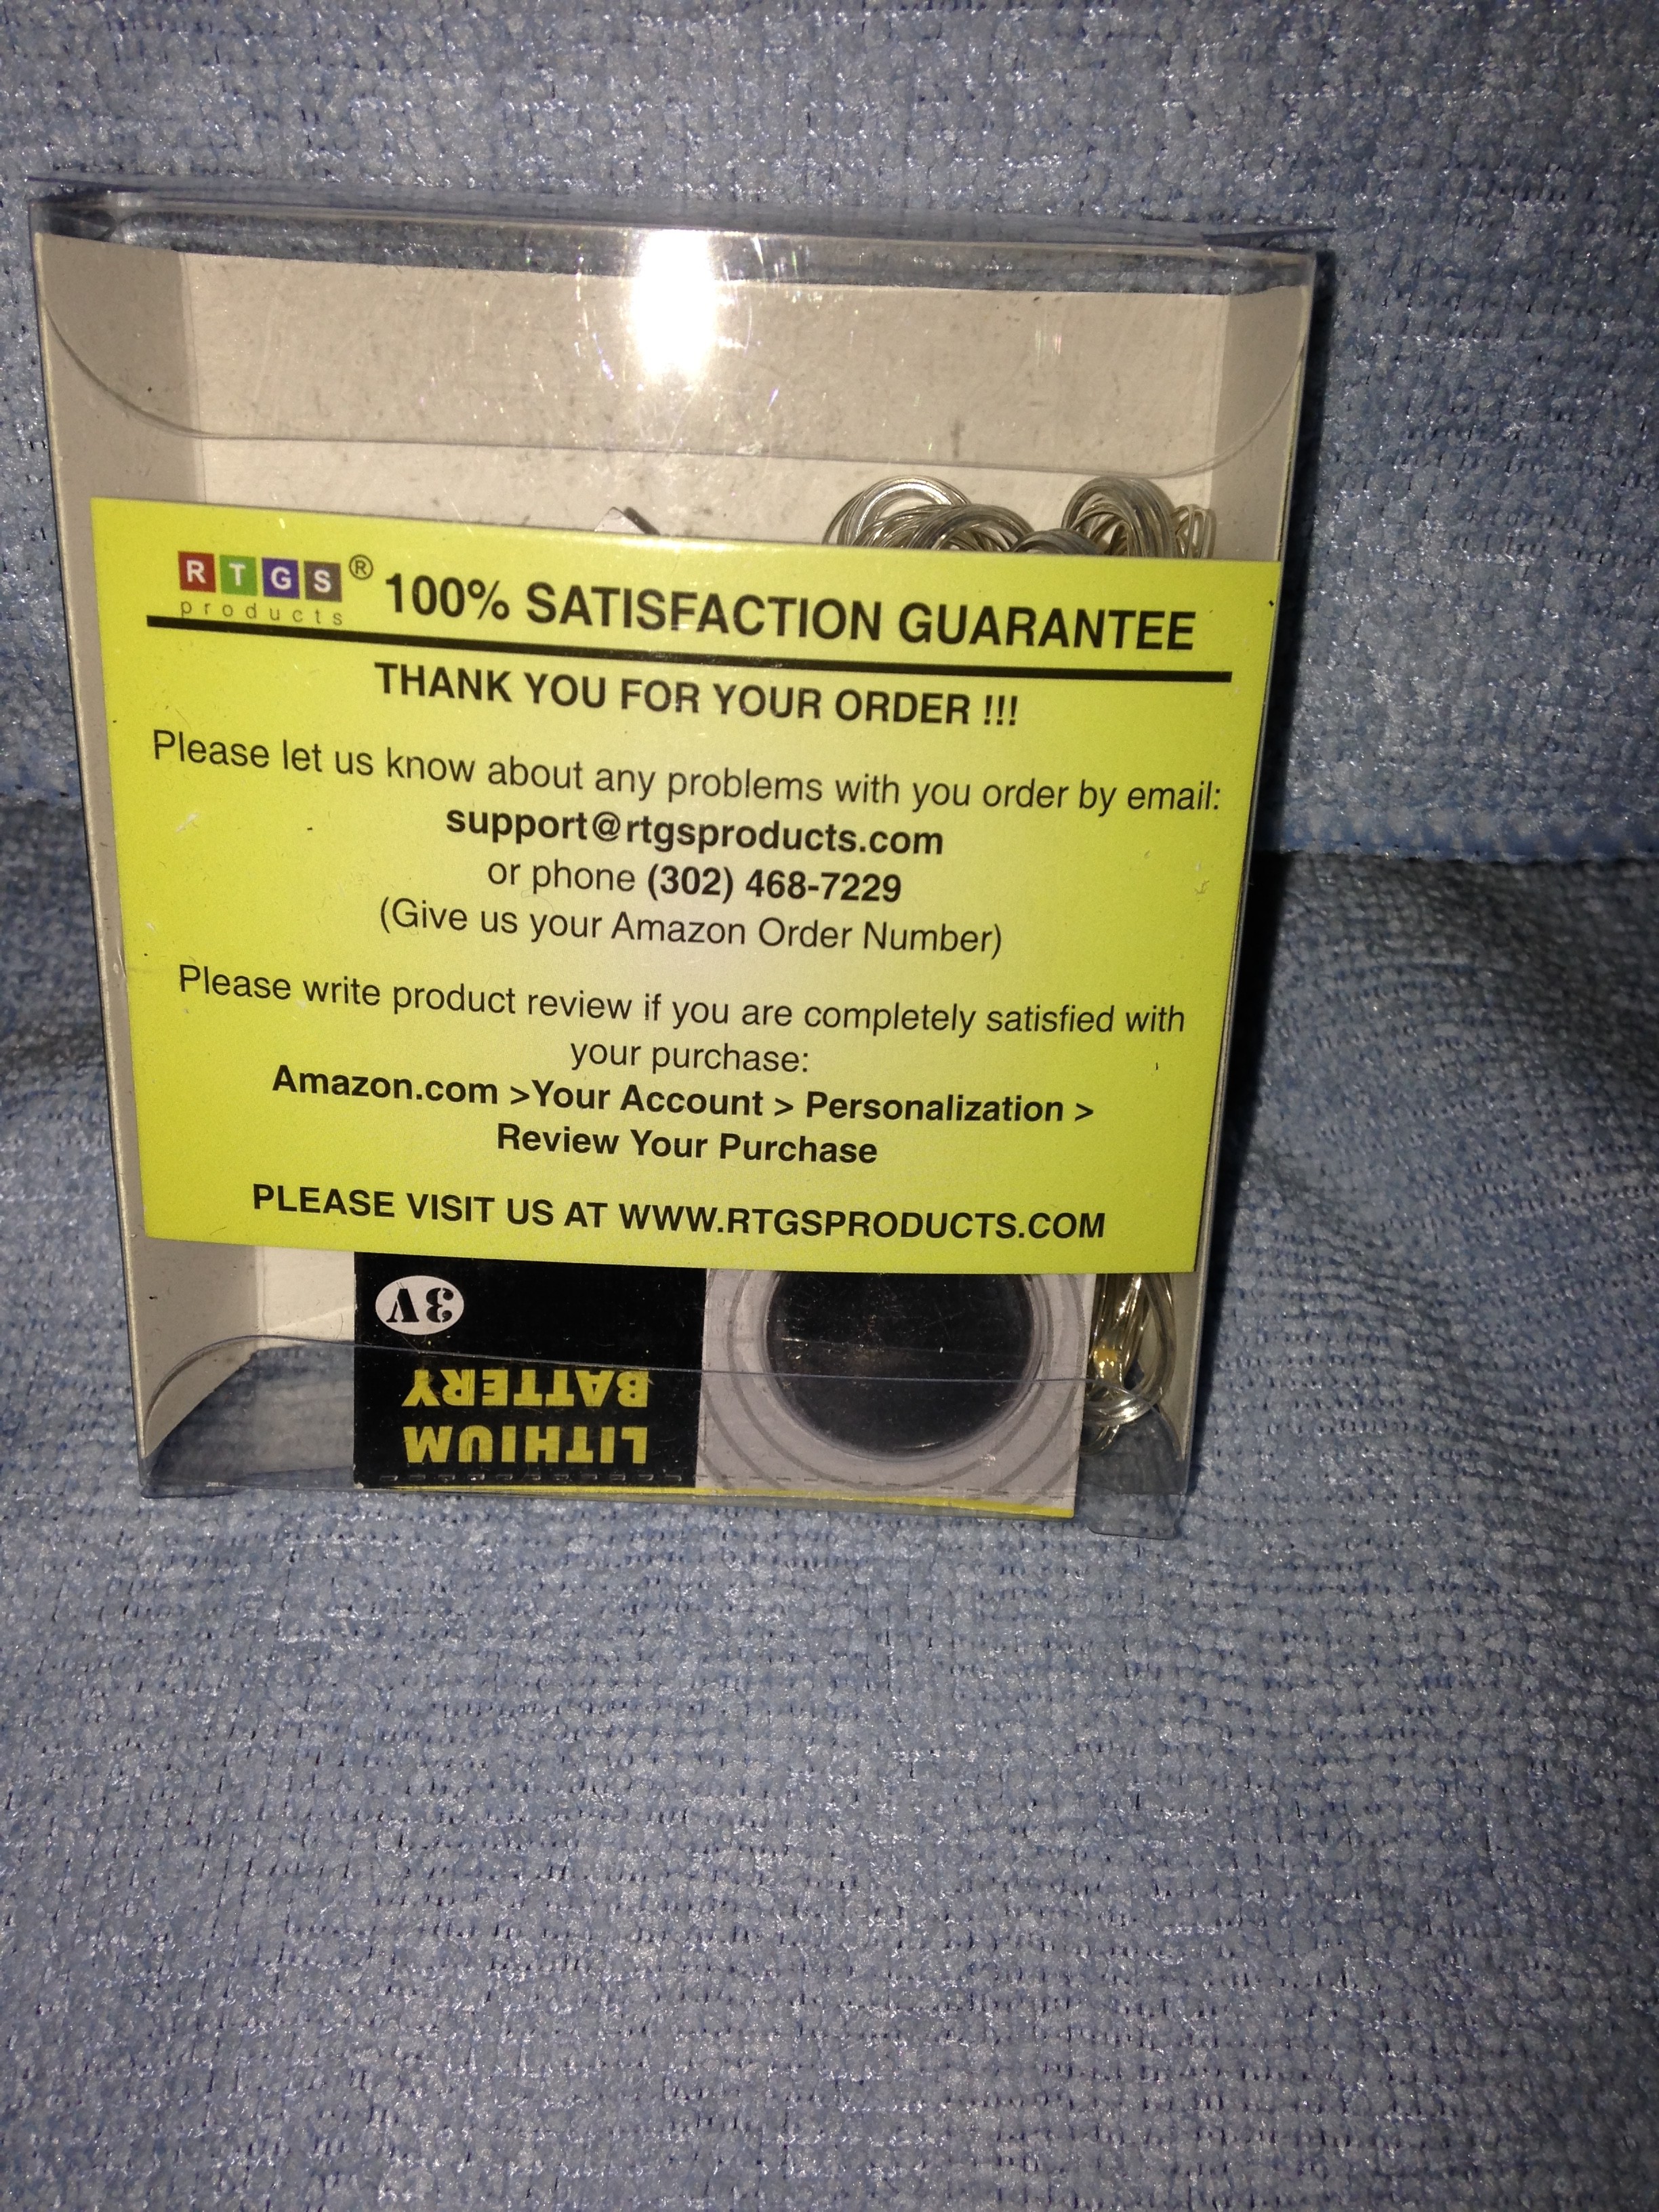 RTGS® 100% SATISFACTION GUARANTEE
products
THANK YOU FOR YOUR ORDER !!!
Please let us know about any problems with you order by email:
support@rtgsproducts.com
or phone (302) 468-7229
(Give us your Amazon Order Number)
Please write product review if you are completely satisfied with
your purchase:
Amazon.com >Your Account > Personalization >
Review Your Purchase
PLEASE VISIT US AT WWW.RTGSPRODUCTS.COM
3V
LITHIUM
BATTERY